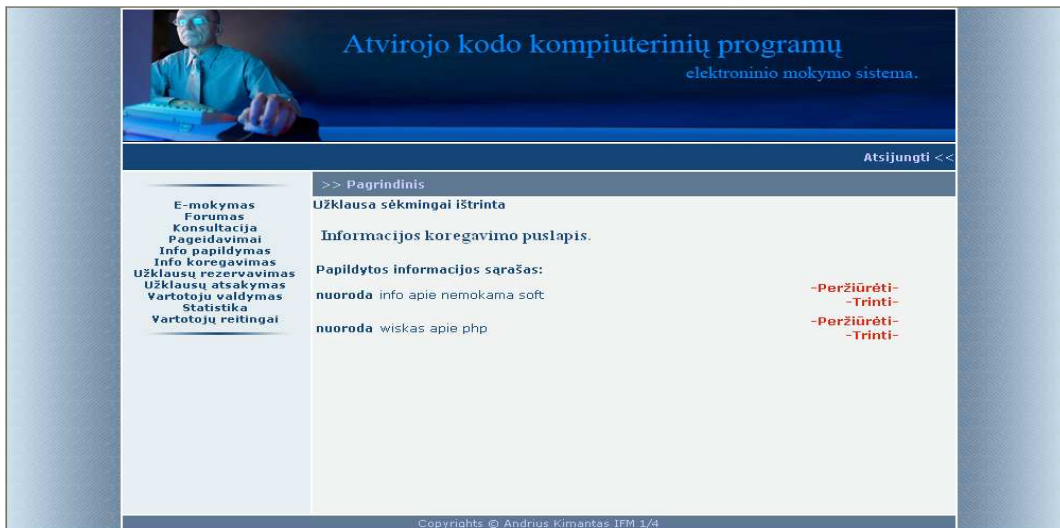 Atvirojo kodo kompiuterinių programų
elektroninio mokymo sistema.
Atsijungti <<
E-mokymas
Forumas
Konsultacija
Pageidavimai
Info papildymas
Info koregavimas
Užklausų rezervavimas
Užklausų atsakymas
Vartotoju valdymas
Statistika
Vartotojų reitingai
>> Pagrindinis
Užklausa sėkmingai ištrinta
Informacijos koregavimo puslapis.
Papildytos informacijos sąrašas:
nuoroda info apie nemokama soft
-Peržiūrėti-
-Trinti-
nuoroda wiskas apie php
-Peržiūrėti-
-Trinti-
Copyrights © Andrius Kimantas IFM 1/4